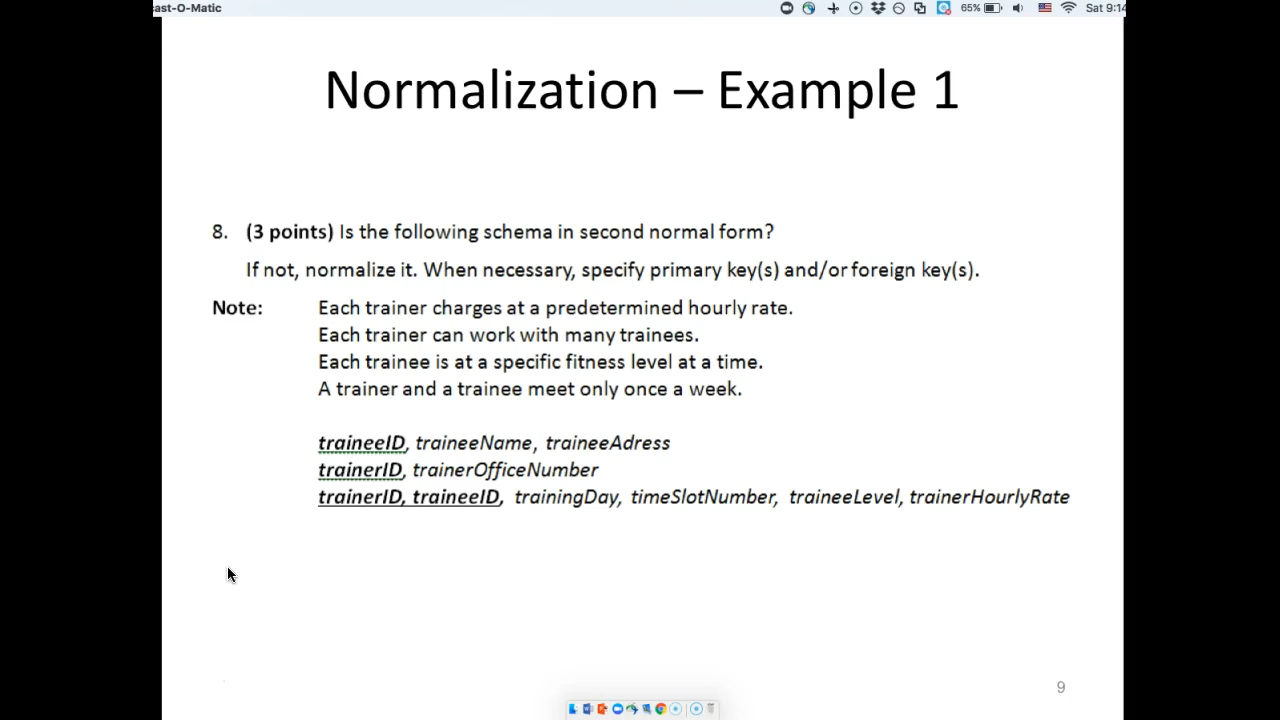 cast-O-Matic
65%
Sat 9:14
Normalization – Example 1
8. (3 points) Is the following schema in second normal form?
If not, normalize it. When necessary, specify primary key(s) and/or foreign key(s).
Note: Each trainer charges at a predetermined hourly rate.
Each trainer can work with many trainees.
Each trainee is at a specific fitness level at a time.
A trainer and a trainee meet only once a week.
traineeID, traineeName, traineeAdress
trainerID, trainerOfficeNumber
trainerID, traineeID, trainingDay, timeSlotNumber, traineeLevel, trainerHourlyRate
9